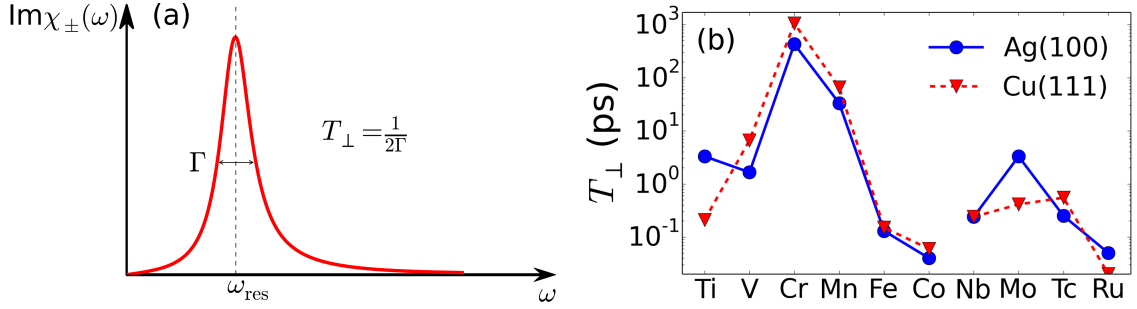 Imχ±(ω)
(a)
Γ
T⊥=1/2Γ
ωres
ω
(b)
Ag(100)
Cu(111)
T⊥ (ps)
10³
10²
10¹
10⁰
10⁻¹
Ti V Cr Mn Fe Co Nb Mo Tc Ru